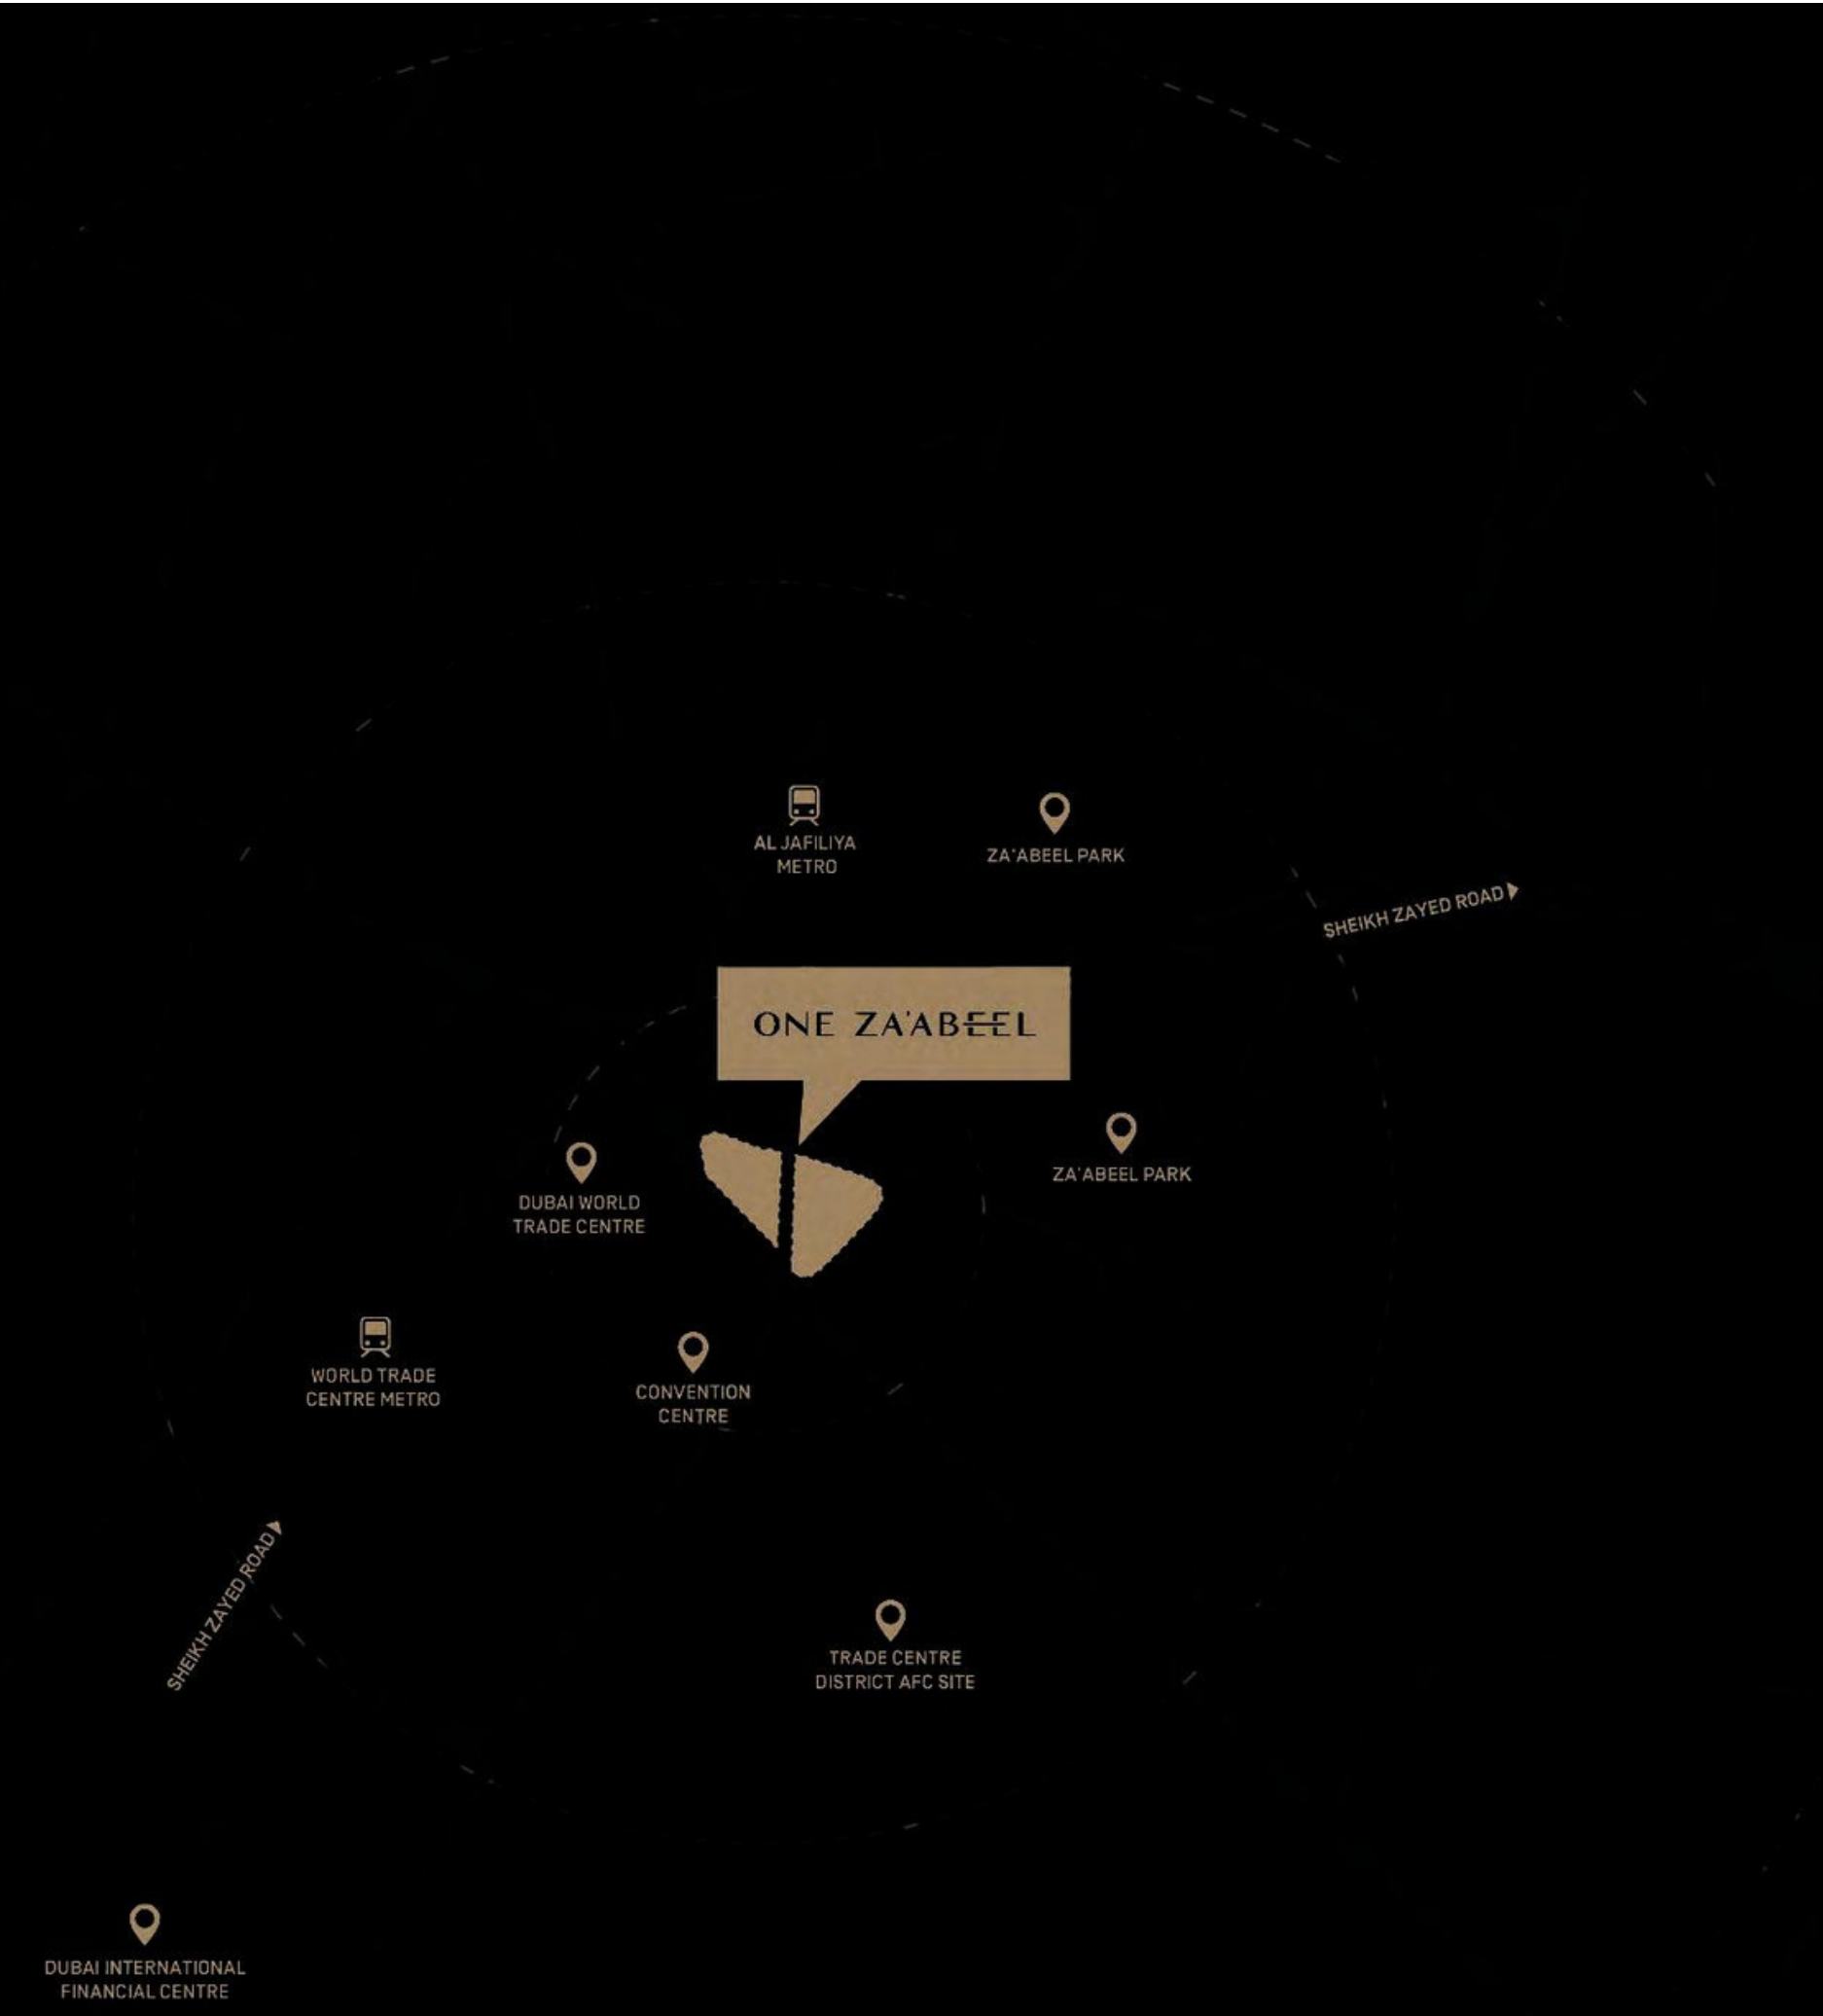 AL JAFILIYA
METRO
ZA'ABEEL PARK
SHEIKH ZAYED ROAD
ONE ZA'ABEEL
ZA'ABEEL PARK
DUBAI WORLD
TRADE CENTRE
WORLD TRADE
CENTRE METRO
CONVENTION
CENTRE
SHEIKH ZAYED ROAD
TRADE CENTRE
DISTRICT AFC SITE
DUBAI INTERNATIONAL
FINANCIAL CENTRE